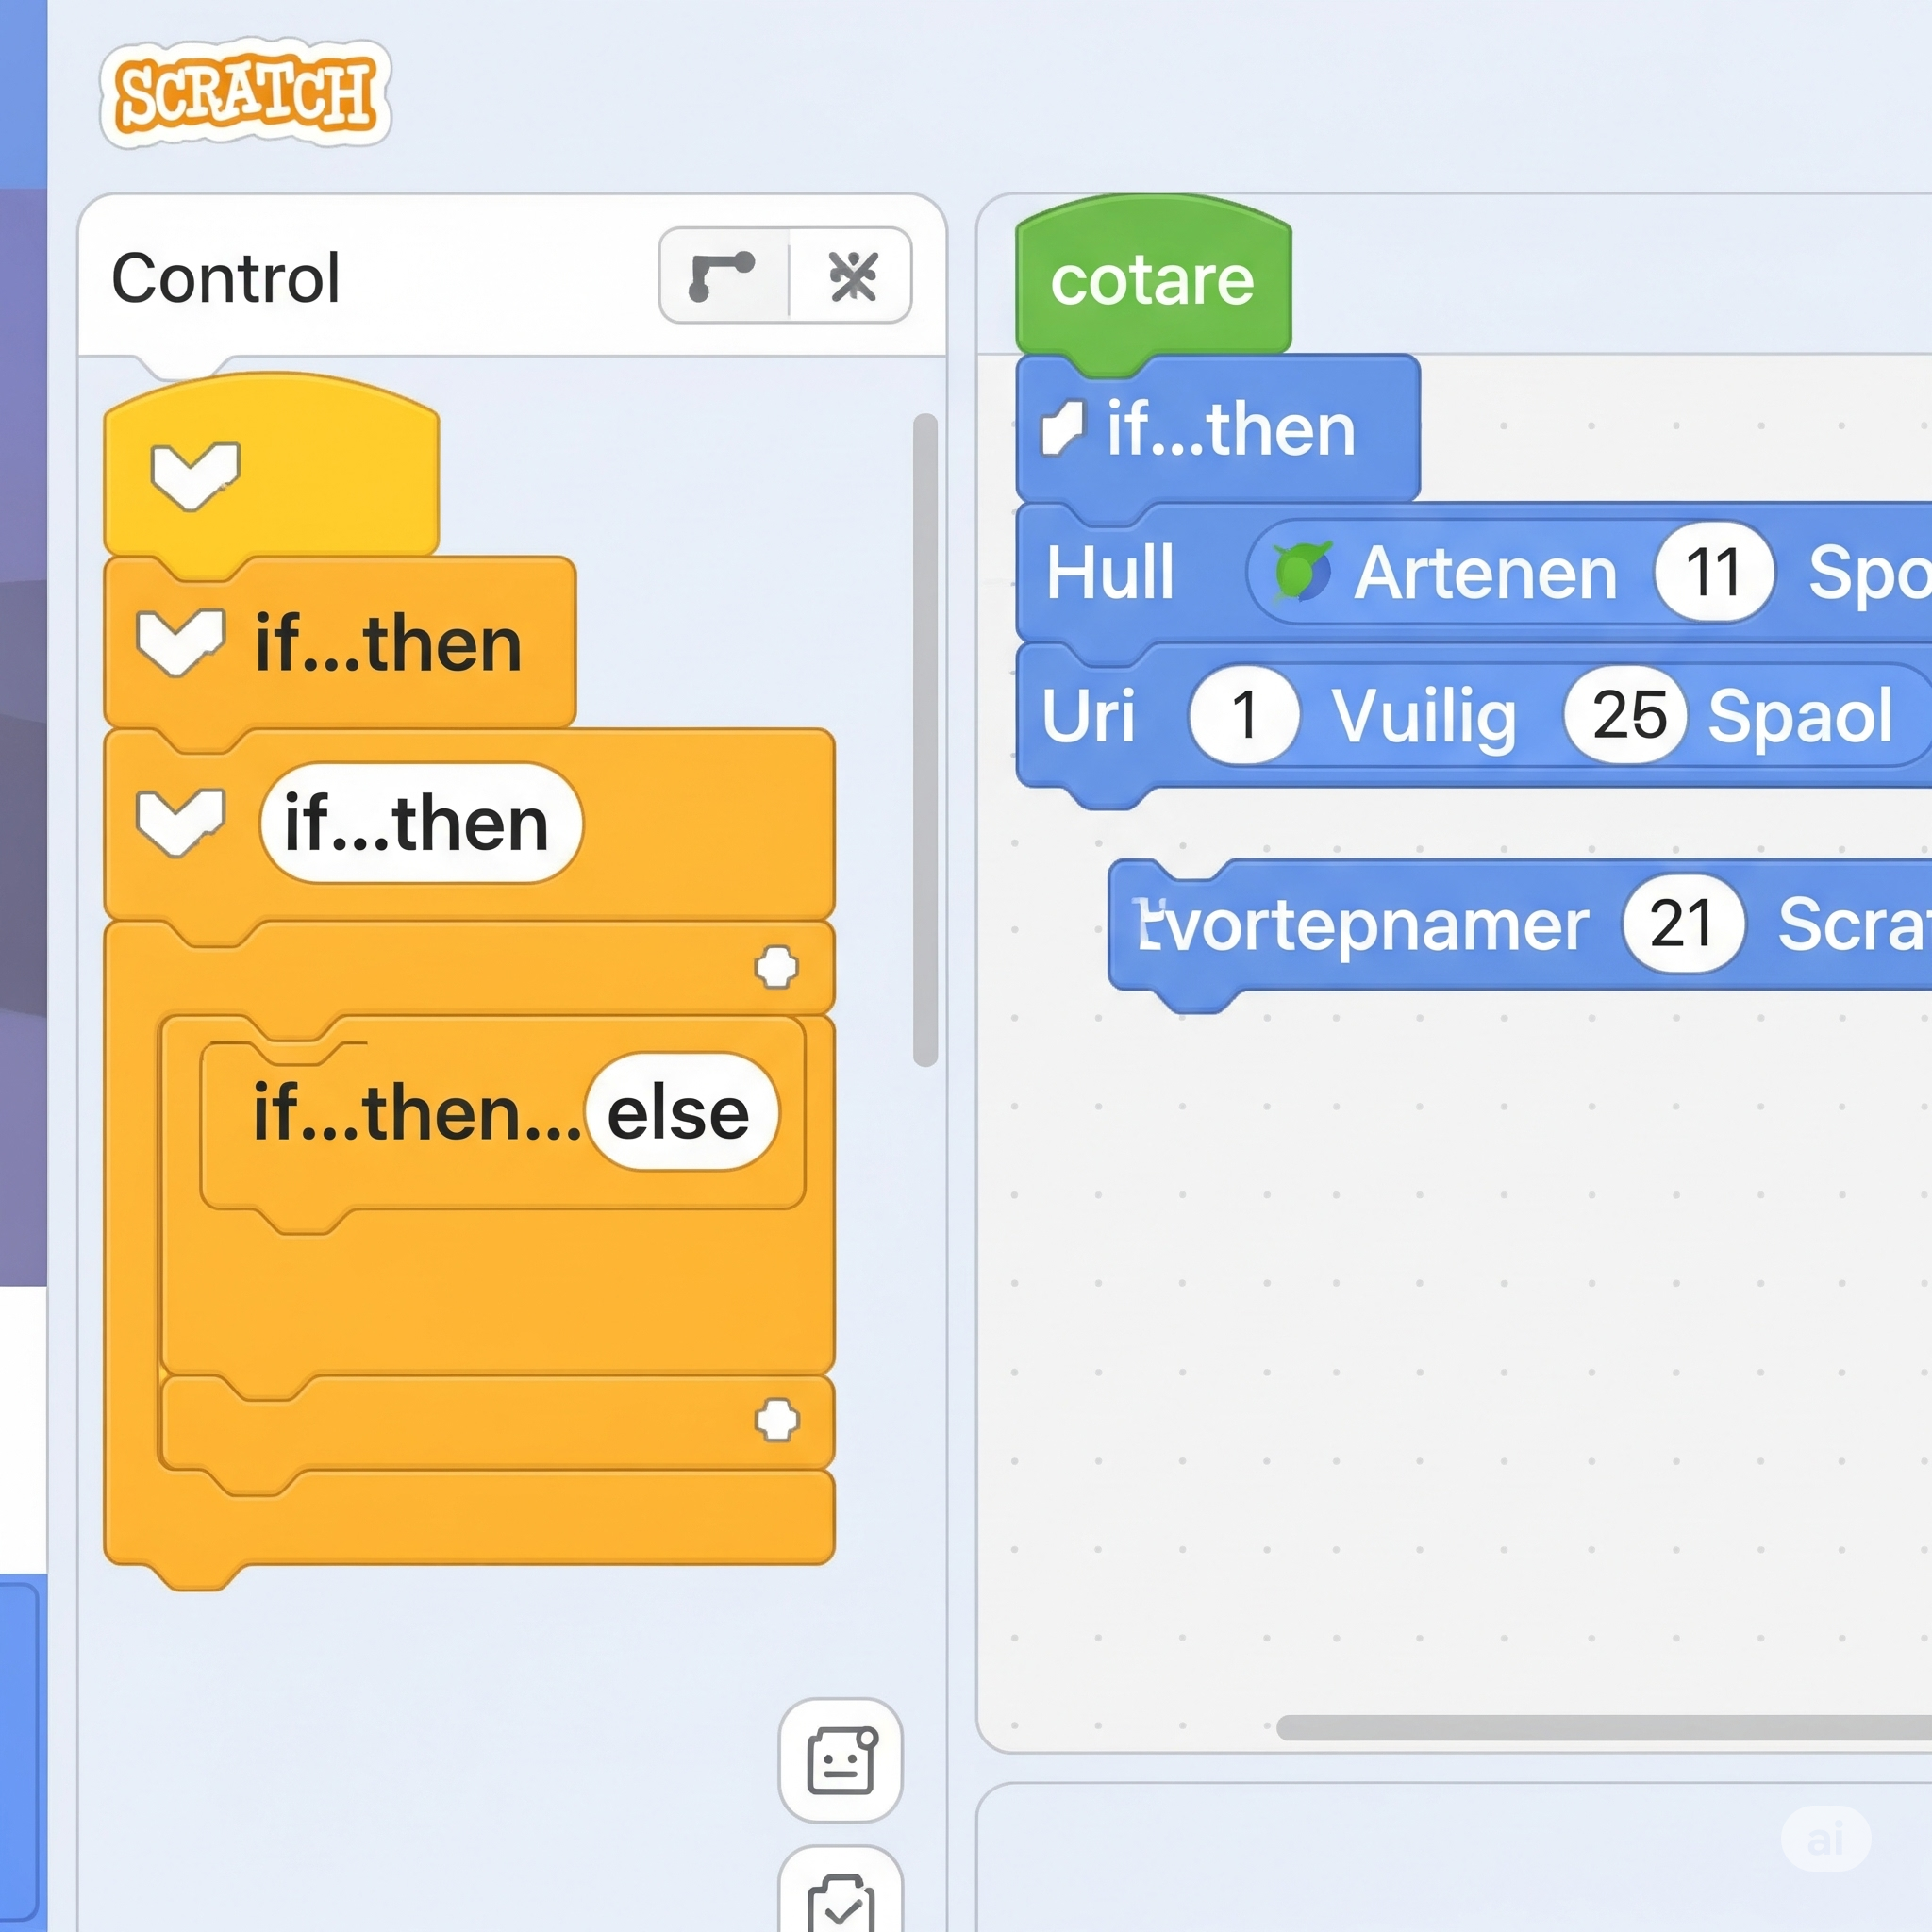 SCRATCH
Control
if...then
if...then
if...then...else
cotare
if...then
Hull Artenen 11 Spo
Uri 1 Vuilig 25 Spaol
21 Scra
ai